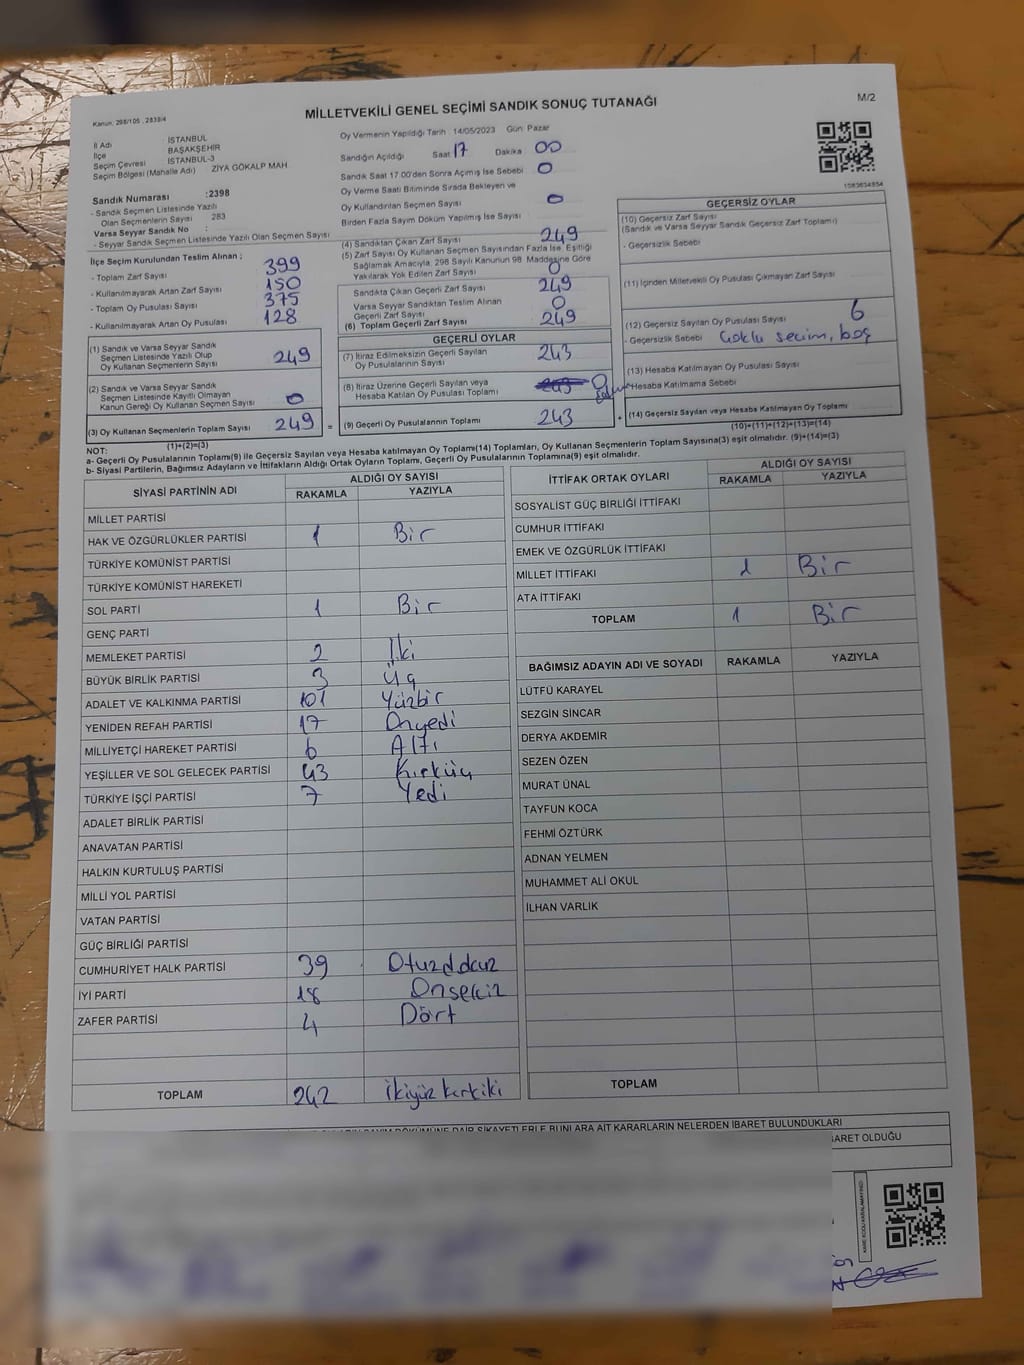 MİLLETVEKİLİ GENEL SEÇİMİ SANDIK SONUÇ TUTANAĞI
M/2
Kanun; 298/105 , 2839/4
İl Adı İSTANBUL
İlçe BAŞAKŞEHİR
Seçim Çevresi İSTANBUL-3
Seçim Bölgesi (Mahalle Adı) : ZİYA GÖKALP MAH.
Sandık Numarası :2398
- Sandık Seçmen Listesinde Yazılı
Olan Seçmenlerin Sayısı 283
Varsa Seyyar Sandık No :
- Seyyar Sandık Seçmen Listesinde Yazılı Olan Seçmen Sayısı
Oy Vermenin Yapıldığı Tarih 14/05/2023 Gün Pazar
Sandığın Açıldığı Saat 17 Dakika 00
Sandık Saat 17.00'den Sonra Açımış İse Sebebi 0
Oy Verme Saati Bitiminde Sırada Bekleyen ve
Oy Kullandırılan Seçmen Sayısı 0
Birden Fazla Sayım Döküm Yapılmış İse Sayısı
1083634554
İlçe Seçim Kurulundan Teslim Alınan ;
- Toplam Zarf Sayısı 399
- Kullanılmayarak Artan Zarf Sayısı 150
- Toplam Oy Pusulası Sayısı 375
- Kullanılmayarak Artan Oy Pusulası 128
(1) Sandık ve Varsa Seyyar Sandık
Seçmen Listesinde Yazılı Olup
Oy Kullanan Seçmenlerin Sayısı 249
(2) Sandık ve Varsa Seyyar Sandık
Seçmen Listesinde Kayıtlı Olmayan
Kanun Gereği Oy Kullanan Seçmen Sayısı 0
(3) Oy Kullanan Seçmenlerin Toplam Sayısı 249 =
(1)+(2)=(3)
(4) Sandıktan Çıkan Zarf Sayısı 249
(5) Zarf Sayısı Oy Kullanan Seçmen Sayısından Fazla İse, Eşitliği
Sağlamak Amacıyla, 298 Sayılı Kanunun 98. Maddesine Göre
Yakılarak Yok Edilen Zarf Sayısı 0
Sandıkta Çıkan Geçerli Zarf Sayısı 249
Varsa Seyyar Sandıktan Teslim Alınan
Geçerli Zarf Sayısı 0
(6) Toplam Geçerli Zarf Sayısı 249
GEÇERLİ OYLAR
(7) İtiraz Edilmeksizin Geçerli Sayılan
Oy Pusulalarının Sayısı 243
(8) İtiraz Üzerine Geçerli Sayılan veya
Hesaba Katılan Oy Pusulası Toplamı 0
(9) Geçerli Oy Pusulalarının Toplamı 243 +
GEÇERSİZ OYLAR
(10) Geçersiz Zarf Sayısı
(Sandık ve Varsa Seyyar Sandık Geçersiz Zarf Toplamı)
- Geçersizlik Sebebi
(11) İçinden Milletvekili Oy Pusulası Çıkmayan Zarf Sayısı
(12) Geçersiz Sayılan Oy Pusulası Sayısı 6
- Geçersizlik Sebebi Çoklu seçim, boş
(13) Hesaba Katılmayan Oy Pusulası Sayısı
Hesaba Katılmama Sebebi
(14) Geçersiz Sayılan veya Hesaba Katılmayan Oy Toplamı
(10)+(11)+(12)+(13)=(14)
NOT:
a- Geçerli Oy Pusulalarının Toplamı(9) ile Geçersiz Sayılan veya Hesaba katılmayan Oy Toplamı(14) Toplamları, Oy Kullanan Seçmenlerin Toplam Sayısına(3) eşit olmalıdır. (9)+(14)=(3)
b- Siyasi Partilerin, Bağımsız Adayların ve İttifakların Aldığı Ortak Oyların Toplamı, Geçerli Oy Pusulalarının Toplamına(9) eşit olmalıdır.
SİYASİ PARTİNİN ADI ALDIĞI OY SAYISI
RAKAMLA YAZIYLA
MİLLET PARTİSİ
HAK VE ÖZGÜRLÜKLER PARTİSİ 1 Bir
TÜRKİYE KOMÜNİST PARTİSİ
TÜRKİYE KOMÜNİST HAREKETİ
SOL PARTİ 1 Bir
GENÇ PARTİ
MEMLEKET PARTİSİ 2 İki
BÜYÜK BİRLİK PARTİSİ 3 Üç
ADALET VE KALKINMA PARTİSİ 101 Yüzbir
YENİDEN REFAH PARTİSİ 17 Onyedi
MİLLİYETÇİ HAREKET PARTİSİ 6 Altı
YEŞİLLER VE SOL GELECEK PARTİSİ 43 Kırküç
TÜRKİYE İŞÇİ PARTİSİ 7 Yedi
ADALET BİRLİK PARTİSİ
ANAVATAN PARTİSİ
HALKIN KURTULUŞ PARTİSİ
MİLLİ YOL PARTİSİ
VATAN PARTİSİ
GÜÇ BİRLİĞİ PARTİSİ
CUMHURİYET HALK PARTİSİ 39 Otuzdokuz
İYİ PARTİ 18 Onsekiz
ZAFER PARTİSİ 4 Dört
TOPLAM 242 İkiyüz kırkiki
İTTİFAK ORTAK OYLARI ALDIĞI OY SAYISI
RAKAMLA YAZIYLA
SOSYALİST GÜÇ BİRLİĞİ İTTİFAKI
CUMHUR İTTİFAKI
EMEK VE ÖZGÜRLÜK İTTİFAKI
MİLLET İTTİFAKI 1 Bir
ATA İTTİFAKI
TOPLAM 1 Bir
BAĞIMSIZ ADAYIN ADI VE SOYADI RAKAMLA YAZIYLA
LÜTFÜ KARAYEL
SEZGİN SİNCAR
DERYA AKDEMİR
SEZEN ÖZEN
MURAT ÜNAL
TAYFUN KOCA
FEHMİ ÖZTÜRK
ADNAN YELMEN
MUHAMMET ALİ OKUL
İLHAN VARLIK
TOPLAM
SAYIM DÖKÜMÜNE DAİR ŞİKAYETLERLE BUNLARA AİT KARARLARIN NELERDEN İBARET BULUNDUKLARI
İBARET OLDUĞU